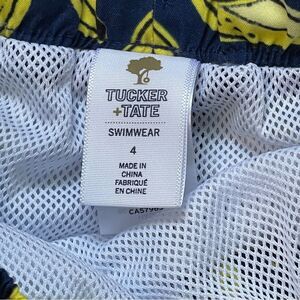 TUCKER
+TATE
SWIMWEAR
4
MADE IN
CHINA
FABRIQUÉ
EN CHINE